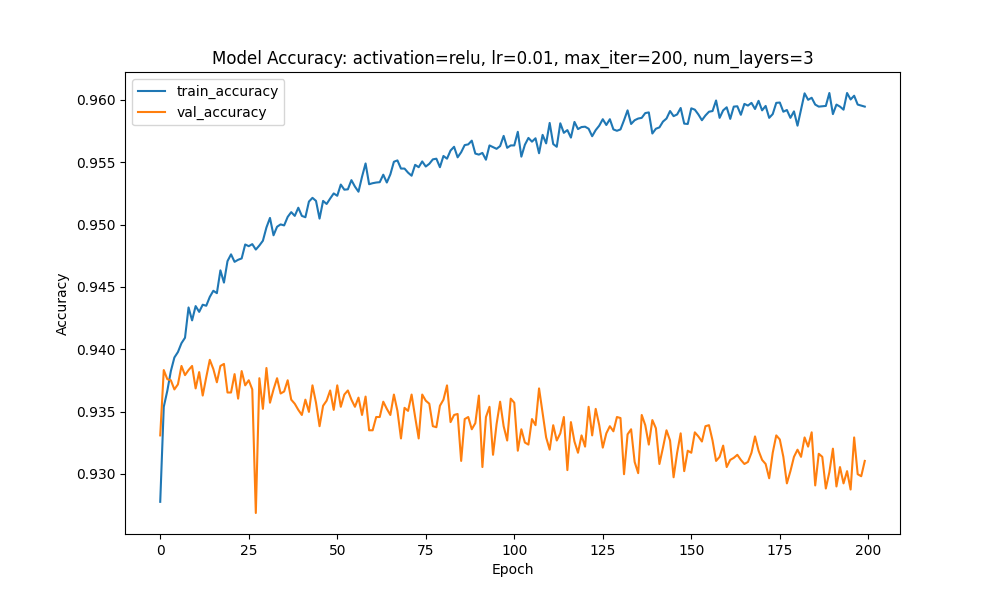 Model Accuracy: activation=relu, lr=0.01, max_iter=200, num_layers=3
train_accuracy
val_accuracy
0.960
0.955
0.950
0.945
0.940
0.935
0.930
Accuracy
0 25 50 75 100 125 150 175 200
Epoch